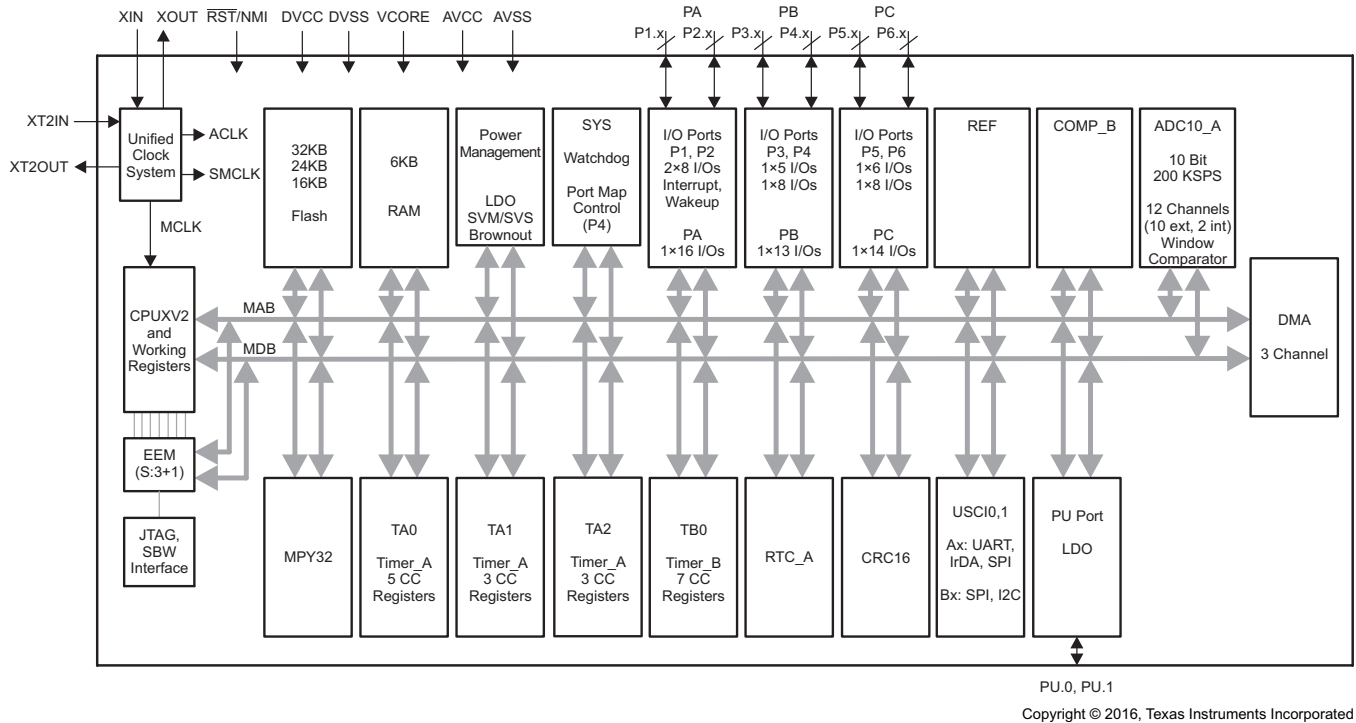 PA PB PC
XIN XOUT RST/NMI DVCC DVSS VCORE AVCC AVSS P1.x P2.x P3.x P4.x P5.x P6.x
XT2IN
XT2OUT
Unified
Clock
System
ACLK
SMCLK
MCLK
32KB
24KB
16KB
Flash
6KB
RAM
Power
Management
LDO
SVM/SVS
Brownout
SYS
Watchdog
Port Map
Control
(P4)
I/O Ports
P1, P2
2×8 I/Os
Interrupt,
Wakeup
PA
1×16 I/Os
I/O Ports
P3, P4
1×5 I/Os
1×8 I/Os
PB
1×13 I/Os
I/O Ports
P5, P6
1×6 I/Os
1×8 I/Os
PC
1×14 I/Os
REF
COMP_B
ADC10_A
10 Bit
200 KSPS
12 Channels
(10 ext, 2 int)
Window
Comparator
CPUXV2
and
Working
Registers
MAB
MDB
DMA
3 Channel
EEM
(S:3+1)
JTAG,
SBW
Interface
MPY32
TA0
Timer_A
5 CC
Registers
TA1
Timer_A
3 CC
Registers
TA2
Timer_A
3 CC
Registers
TB0
Timer_B
7 CC
Registers
RTC_A
CRC16
USCI0,1
Ax: UART,
IrDA, SPI
Bx: SPI, I2C
PU Port
LDO
PU.0, PU.1
Copyright © 2016, Texas Instruments Incorporated